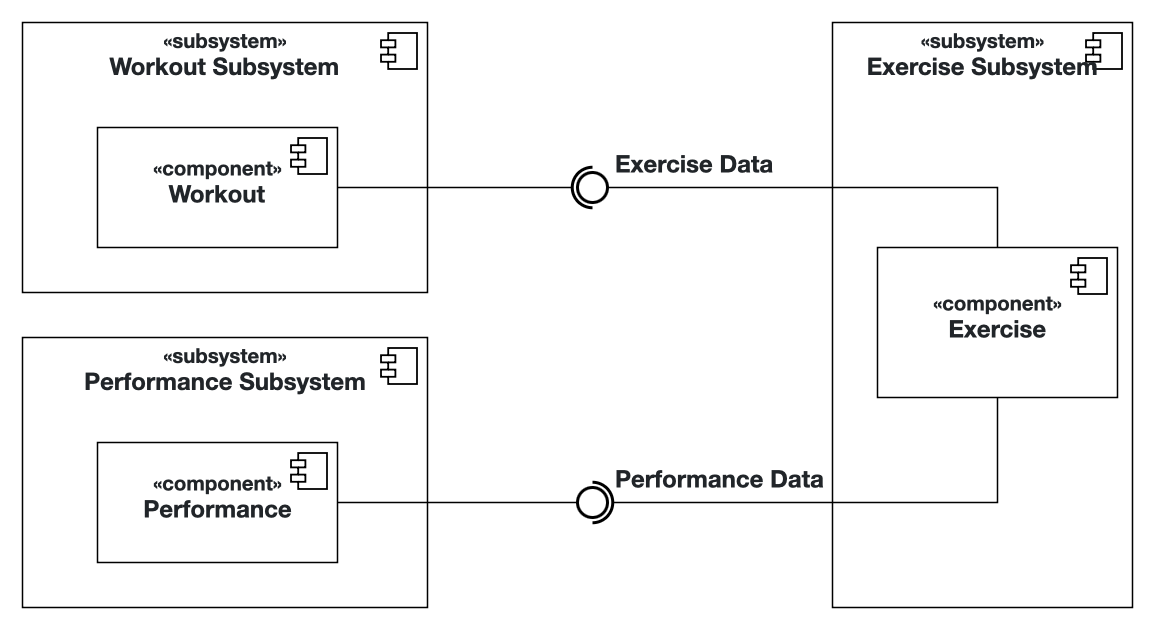 «subsystem»
Workout Subsystem
«component»
Workout
Exercise Data
«subsystem»
Exercise Subsystem
«component»
Exercise
«subsystem»
Performance Subsystem
«component»
Performance
Performance Data